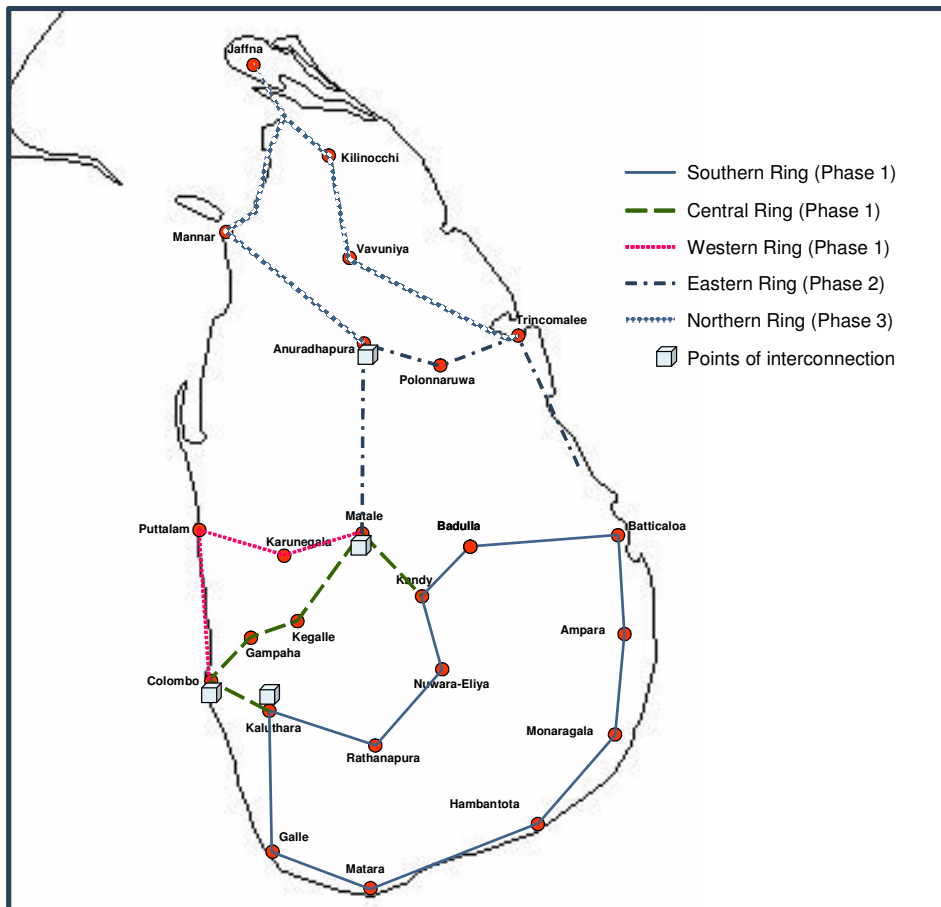 Jaffna
Kilinocchi
Mannar
Vavuniya
Trincomalee
Anuradhapura
Polonnaruwa
Southern Ring (Phase 1)
Central Ring (Phase 1)
Western Ring (Phase 1)
Eastern Ring (Phase 2)
Northern Ring (Phase 3)
Points of interconnection
Puttalam
Karunegala
Matale
Badulla
Batticaloa
Kandy
Kegalle
Gampaha
Ampara
Colombo
Nuwara-Eliya
Kaluthara
Rathanapura
Monaragala
Hambantota
Galle
Matara